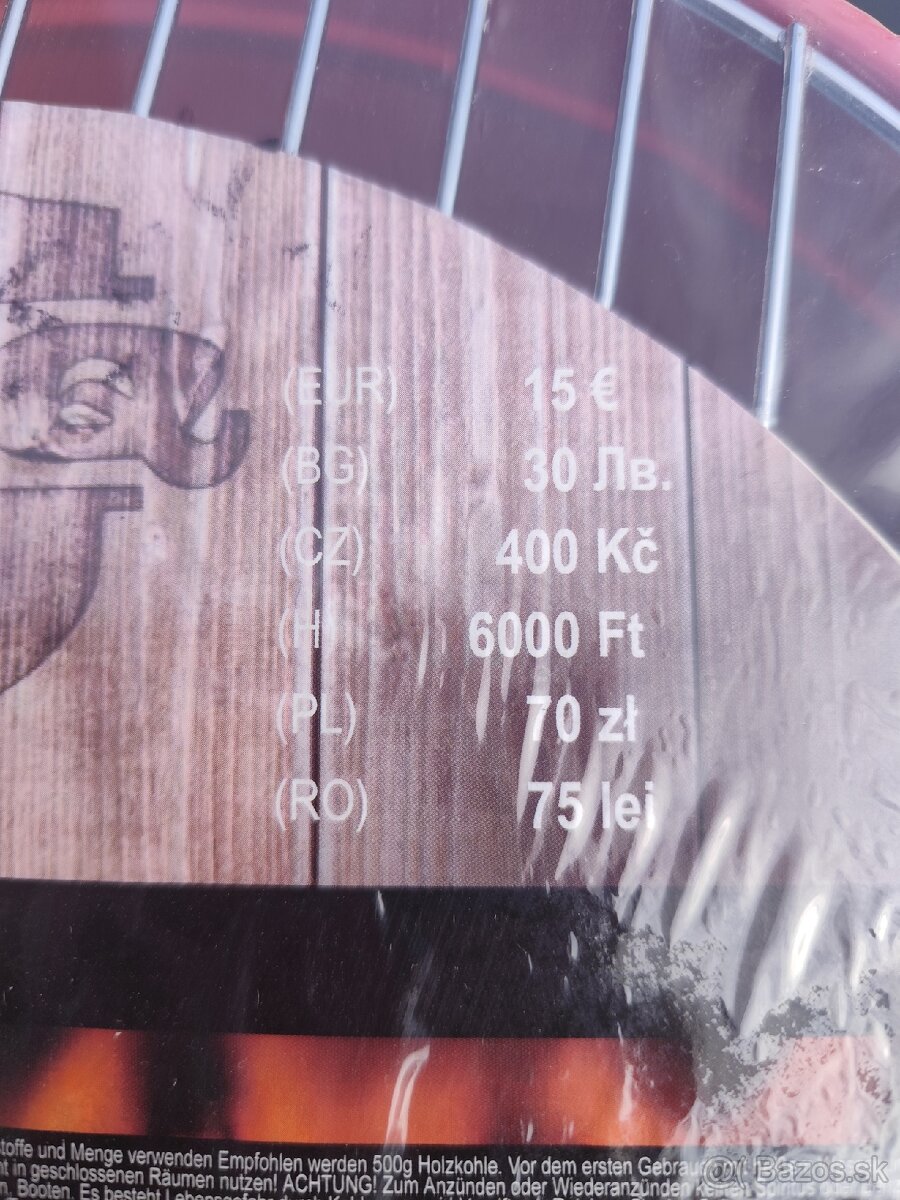 (EUR) 15 €
(BG) 30 Лв.
(CZ) 400 Kč
(H) 6000 Ft
(PL) 70 zł
(RO) 75 lei
stoffe und Menge verwenden Empfohlen werden 500g Holzkohle. Vor dem ersten Gebrau
nt in geschlossenen Räumen nutzen! ACHTUNG! Zum Anzünden oder Wiederanzünden
n, Booten. Es besteht
Bazos.sk